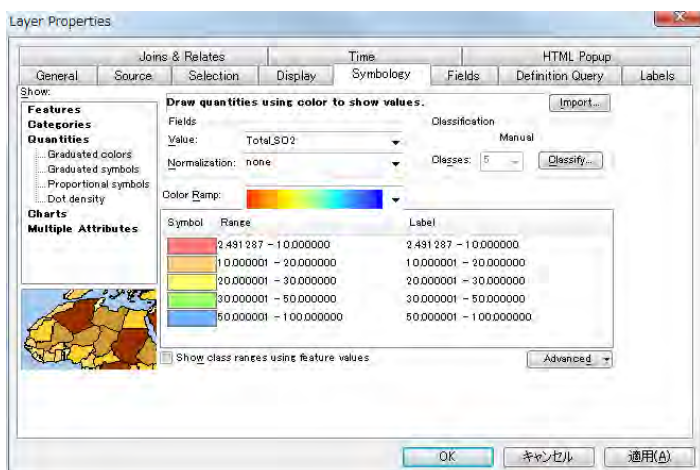 Layer Properties
Joins & Relates Time HTML Popup
General Source Selection Display Symbology Fields Definition Query Labels
Show:
Features
Categories
Quantities
Graduated colors
Graduated symbols
Proportional symbols
Dot density
Charts
Multiple Attributes
Draw quantities using color to show values.
Import...
Fields
Classification
Value: Total_SO2
Manual
Normalization: none
Classes: 5
Classify...
Color Ramp:
Symbol Range Label
2.491287 - 10.000000 2.491287 - 10.000000
10.000001 - 20.000000 10.000001 - 20.000000
20.000001 - 30.000000 20.000001 - 30.000000
30.000001 - 50.000000 30.000001 - 50.000000
50.000001 - 100.000000 50.000001 - 100.000000
Show class ranges using feature values
Advanced
OK キャンセル 適用(A)